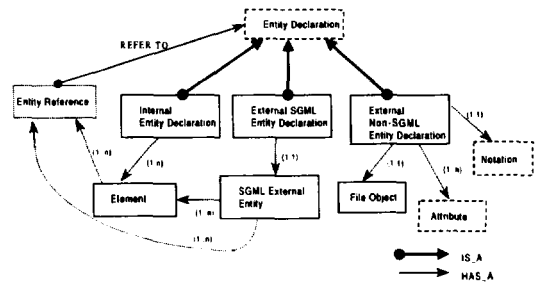 Entity Declaration
REFER TO
Entity Reference
Internal
Entity Declaration
External SGML
Entity Declaration
External
Non-SGML
Entity Declaration
(1:1)
Notation
(1:n)
(1:n)
(1:1)
(1:1)
(1:n)
Element
(1:n)
SGML External
Entity
File Object
Attribute
(1:n)
IS_A
HAS_A